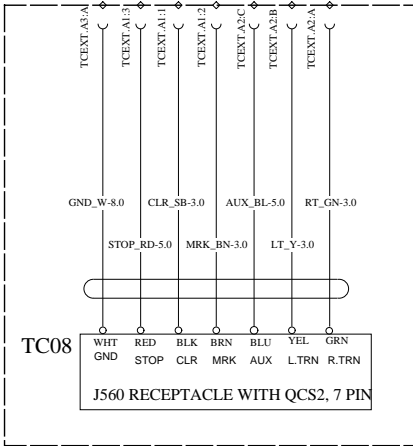 TCEXT.A3:A
TCEXT.A1:3
TCEXT.A1:1
TCEXT.A1:2
TCEXT.A2:C
TCEXT.A2:B
TCEXT.A2:A
GND_W-8.0
CLR_SB-3.0
AUX_BL-5.0
RT_GN-3.0
STOP_RD-5.0
MRK_BN-3.0
LT_Y-3.0
TC08
WHT RED BLK BRN BLU YEL GRN
GND STOP CLR MRK AUX L.TRN R.TRN
J560 RECEPTACLE WITH QCS2, 7 PIN